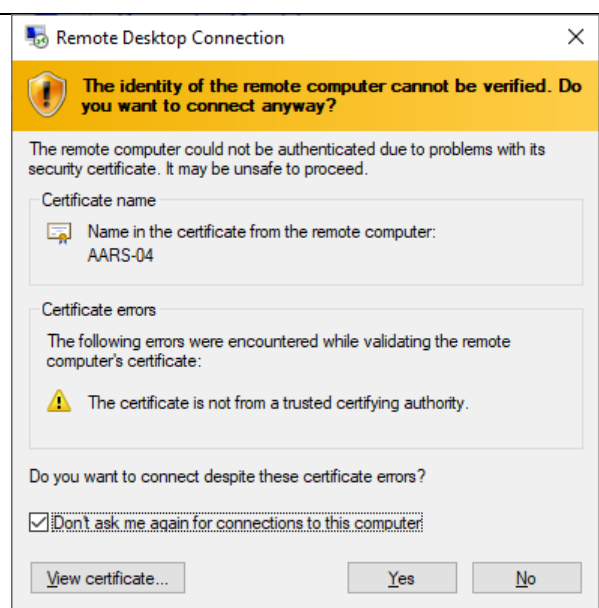 Remote Desktop Connection
The identity of the remote computer cannot be verified. Do
you want to connect anyway?
The remote computer could not be authenticated due to problems with its
security certificate. It may be unsafe to proceed.
Certificate name
Name in the certificate from the remote computer:
AARS-04
Certificate errors
The following errors were encountered while validating the remote
computer's certificate:
The certificate is not from a trusted certifying authority.
Do you want to connect despite these certificate errors?
Don't ask me again for connections to this computer
View certificate...
Yes
No